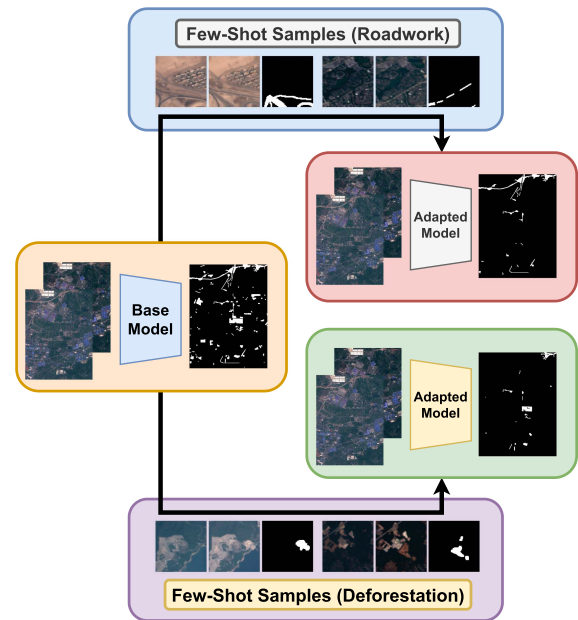 Few-Shot Samples (Roadwork)
Adapted
Model
Base
Model
Adapted
Model
Few-Shot Samples (Deforestation)